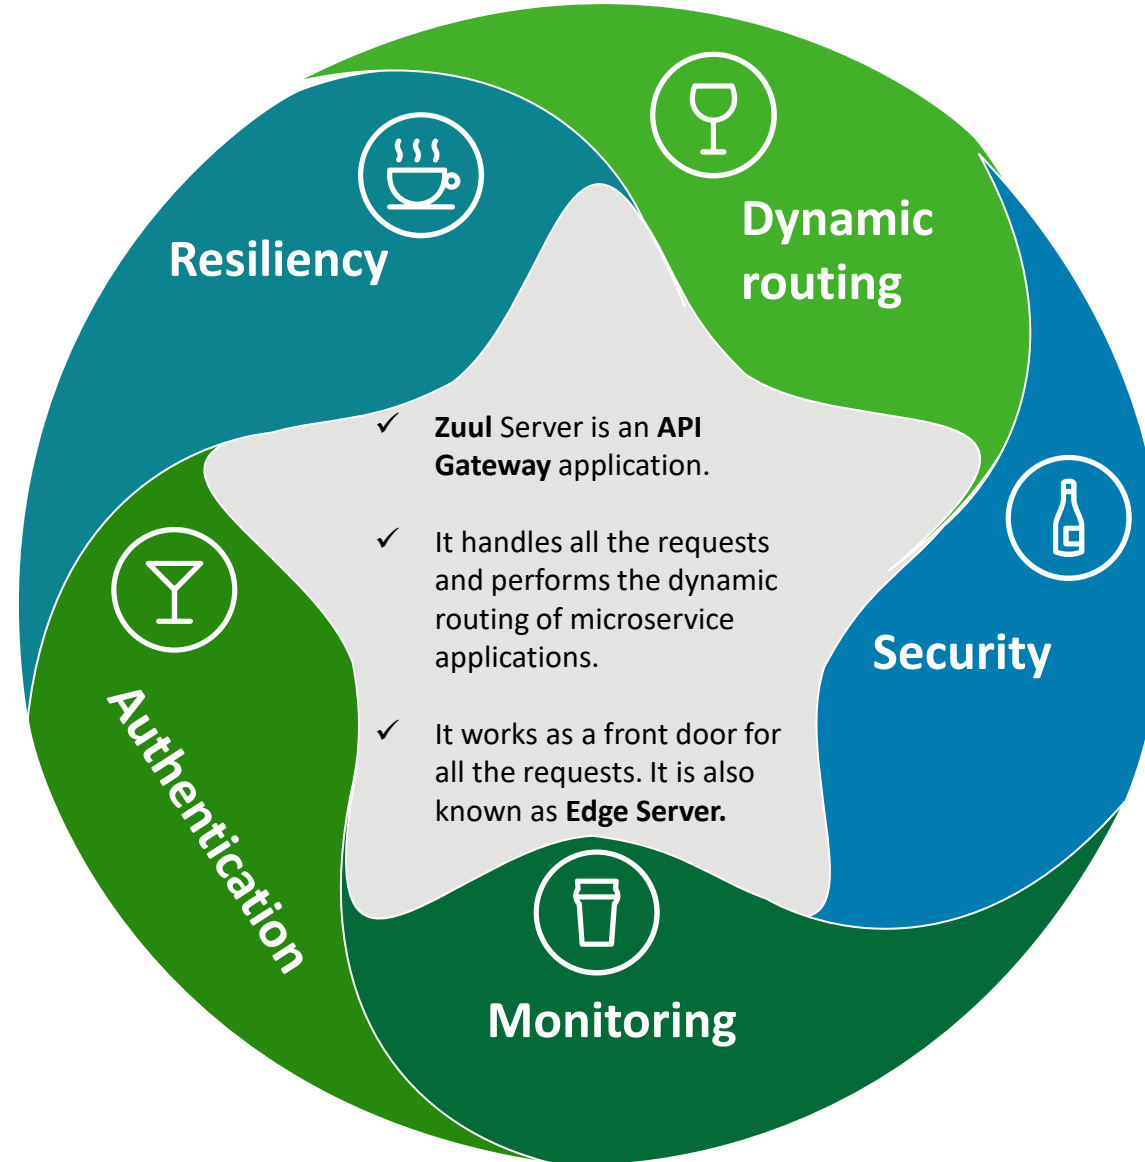 Dynamic
routing
Resiliency
✓ Zuul Server is an API
Gateway application.
✓ It handles all the requests
and performs the dynamic
routing of microservice
applications.
✓ It works as a front door for
all the requests. It is also
known as Edge Server.
Security
Authentication
Monitoring